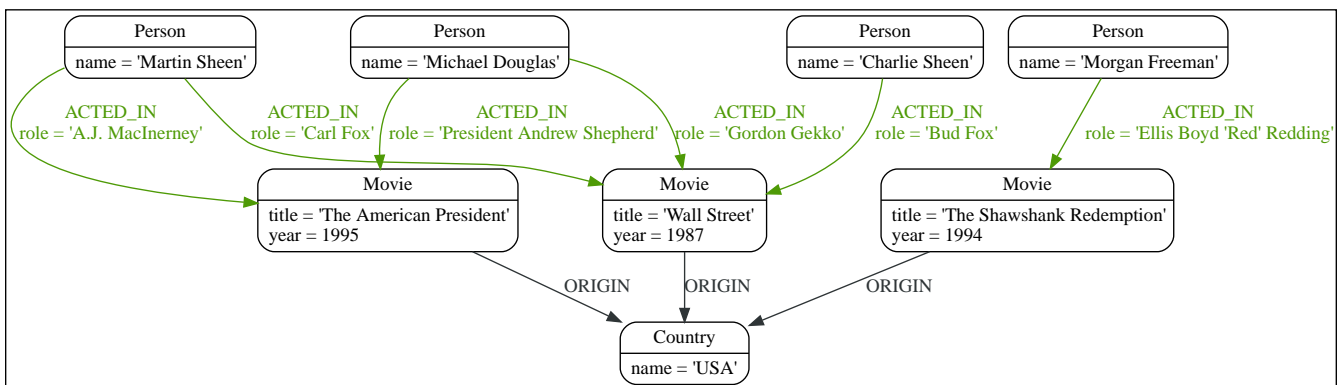 Person
name = 'Martin Sheen'
Person
name = 'Michael Douglas'
Person
name = 'Charlie Sheen'
Person
name = 'Morgan Freeman'
ACTED_IN
role = 'A.J. MacInerney'
ACTED_IN
role = 'Carl Fox'
ACTED_IN
role = 'President Andrew Shepherd'
ACTED_IN
role = 'Gordon Gekko'
ACTED_IN
role = 'Bud Fox'
ACTED_IN
role = 'Ellis Boyd 'Red' Redding'
Movie
title = 'The American President'
year = 1995
Movie
title = 'Wall Street'
year = 1987
Movie
title = 'The Shawshank Redemption'
year = 1994
ORIGIN
ORIGIN
ORIGIN
Country
name = 'USA'